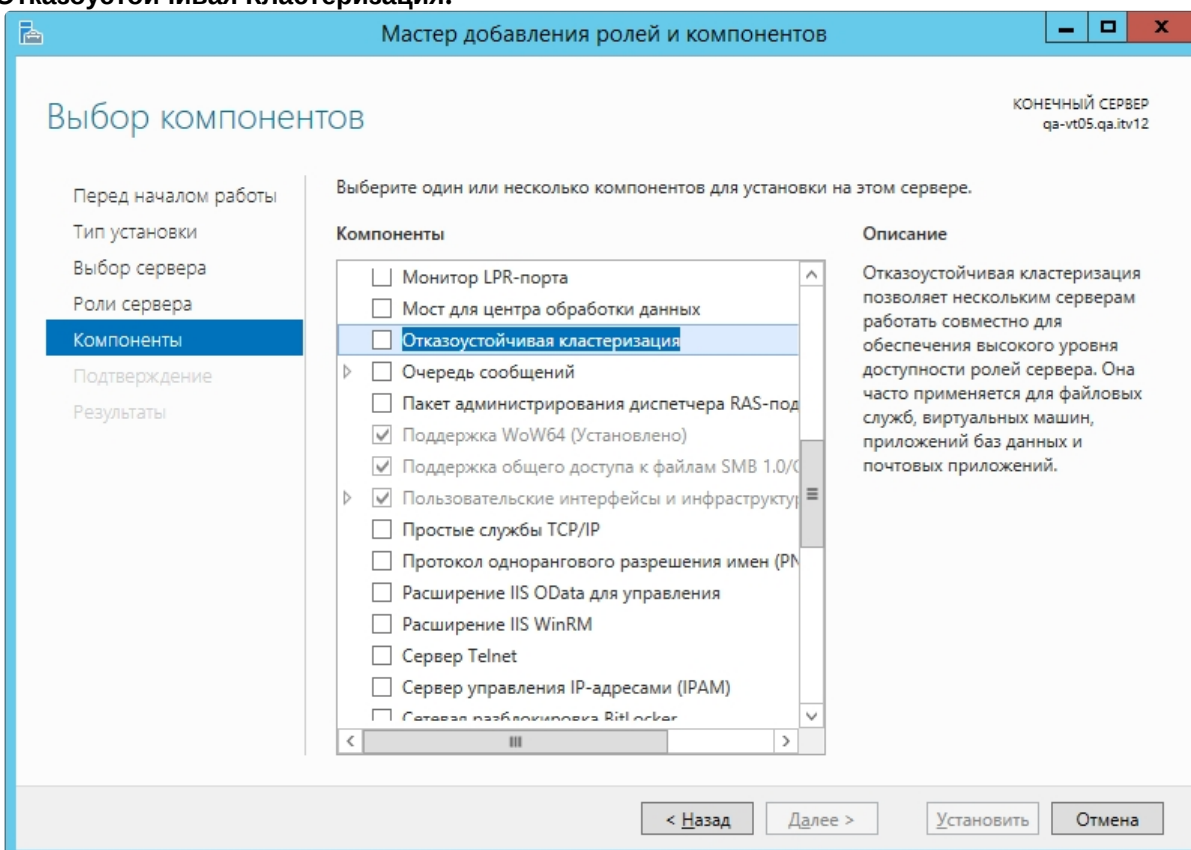 Отказоустойчивая кластеризация.
Мастер добавления ролей и компонентов
Выбор компонентов
КОНЕЧНЫЙ СЕРВЕР
qa-vt05.qa.itv12
Перед началом работы
Тип установки
Выбор сервера
Роли сервера
Компоненты
Подтверждение
Результаты
Выберите один или несколько компонентов для установки на этом сервере.
Компоненты
Монитор LPR-порта
Мост для центра обработки данных
Отказоустойчивая кластеризация
Очередь сообщений
Пакет администрирования диспетчера RAS-под
Поддержка WoW64 (Установлено)
Поддержка общего доступа к файлам SMB 1.0/C
Пользовательские интерфейсы и инфраструктур
Простые службы TCP/IP
Протокол однорангового разрешения имен (PN
Расширение IIS OData для управления
Расширение IIS WinRM
Сервер Telnet
Сервер управления IP-адресами (IPAM)
Сетевая разблокировка BitLocker
Описание
Отказоустойчивая кластеризация
позволяет нескольким серверам
работать совместно для
обеспечения высокого уровня
доступности ролей сервера. Она
часто применяется для файловых
служб, виртуальных машин,
приложений баз данных и
почтовых приложений.
< Назад
Далее >
Установить
Отмена